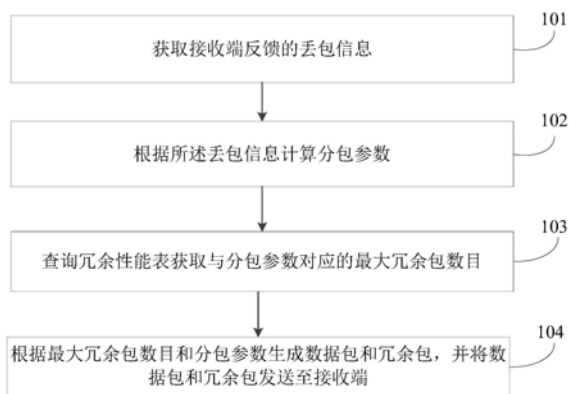 101
获取接收端反馈的丢包信息
102
根据所述丢包信息计算分包参数
103
查询冗余性能表获取与分包参数对应的最大冗余包数目
104
根据最大冗余包数目和分包参数生成数据包和冗余包，并将数
据包和冗余包发送至接收端